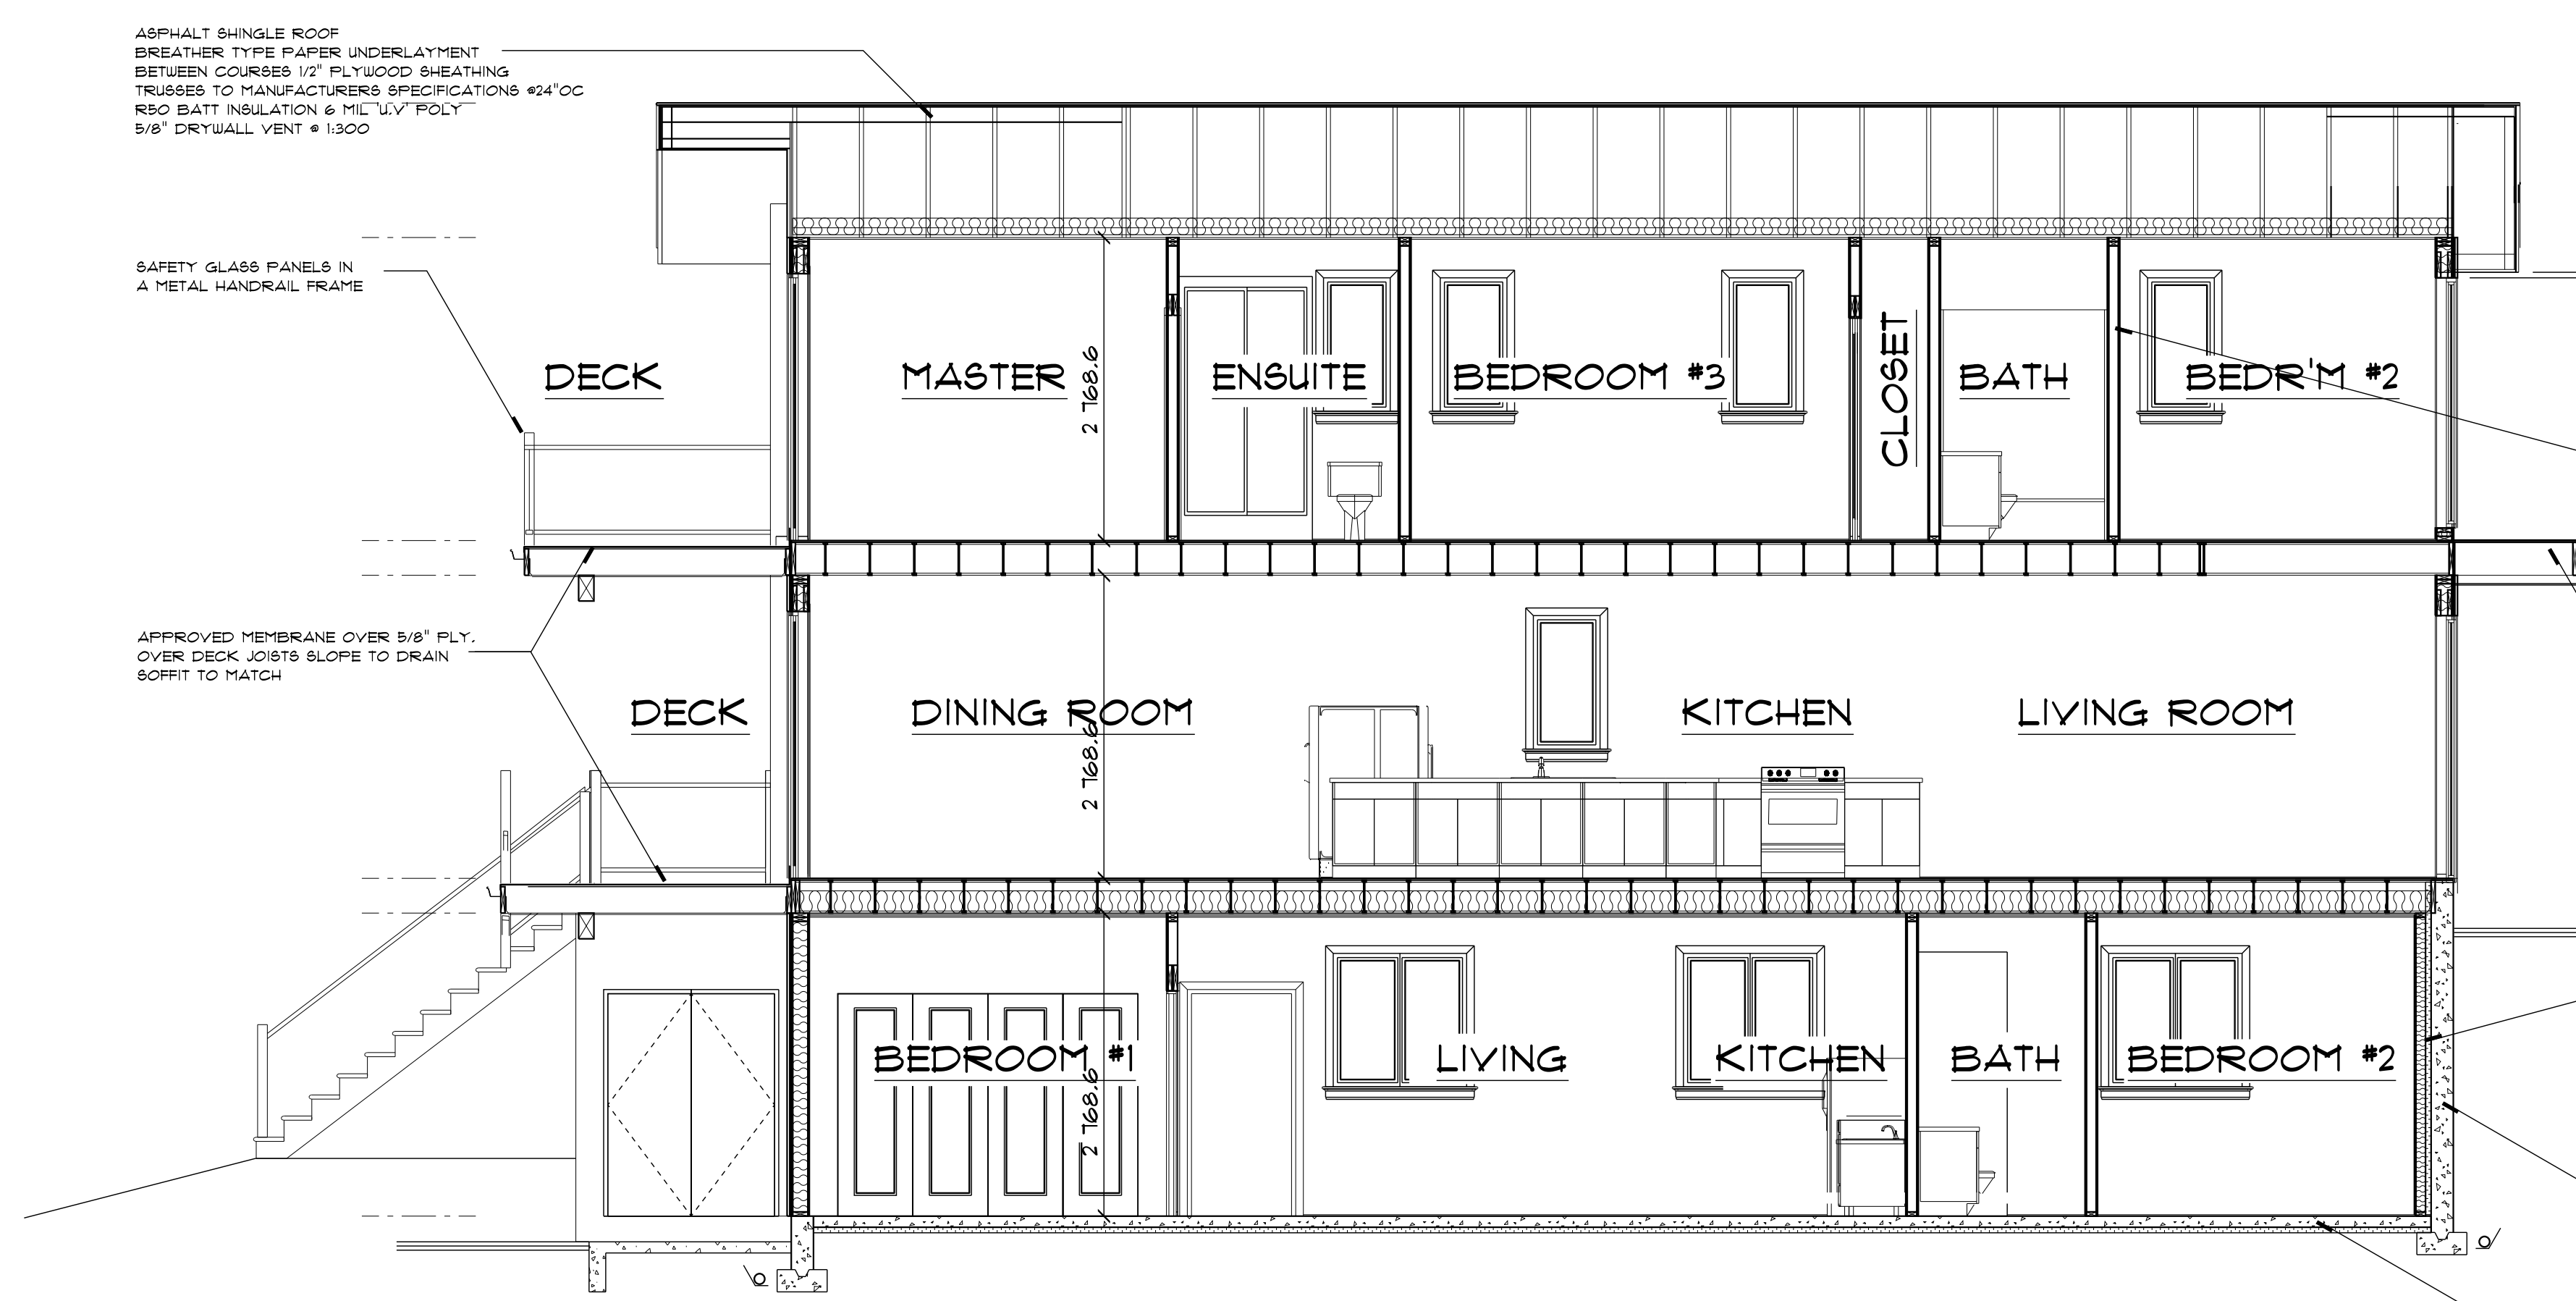 ASPHALT SHINGLE ROOF
BREATHER TYPE PAPER UNDERLAYMENT
BETWEEN COURSES 1/2" PLYWOOD SHEATHING
TRUSSES TO MANUFACTURERS SPECIFICATIONS @24"OC
R50 BATT INSULATION 6 MIL 'U.V' POLY
5/8" DRYWALL VENT @ 1:300
SAFETY GLASS PANELS IN
A METAL HANDRAIL FRAME
DECK
MASTER
2 768.6
ENSUITE
BEDROOM #3
CLOSET
BATH
BEDR'M #2
APPROVED MEMBRANE OVER 5/8" PLY.
OVER DECK JOISTS SLOPE TO DRAIN
SOFFIT TO MATCH
DECK
DINING ROOM
2 768.6
KITCHEN
LIVING ROOM
BEDROOM #1
2 768.6
LIVING
KITCHEN
BATH
BEDROOM #2